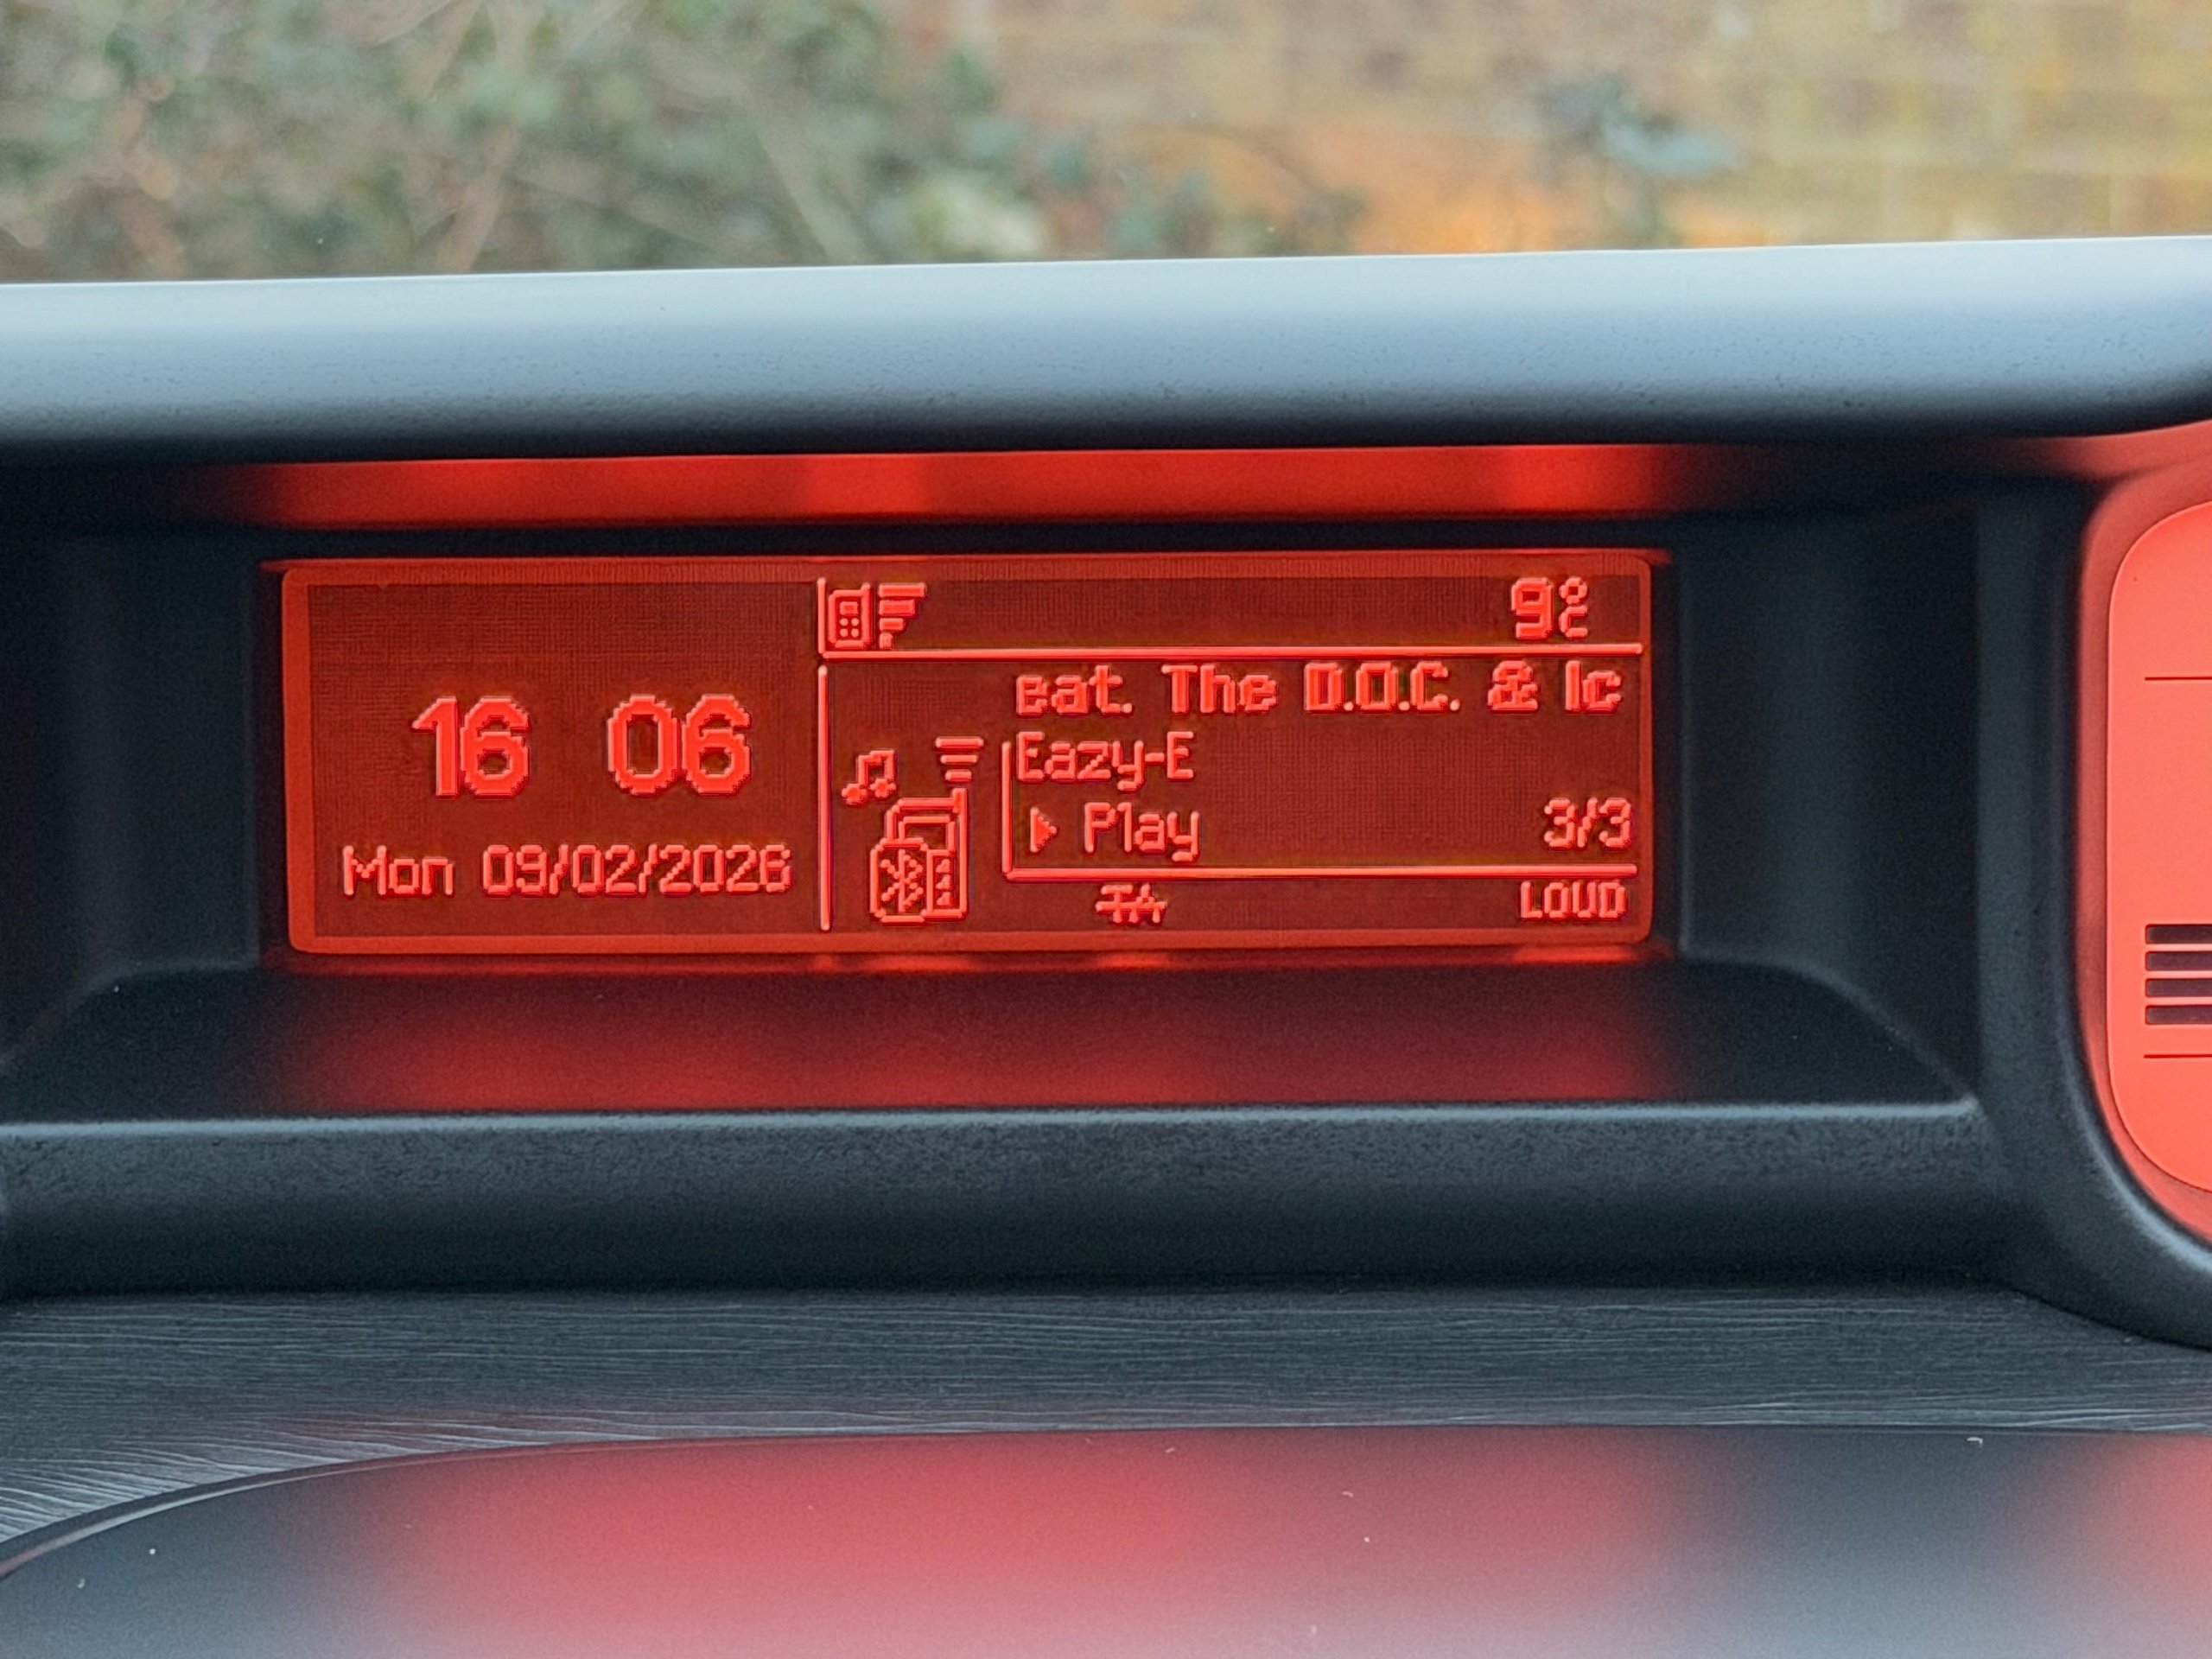 16 06
Mon 09/02/2026
9°
eat. The D.O.C. & Ic
Eazy-E
Play
3/3
TA
LOUD